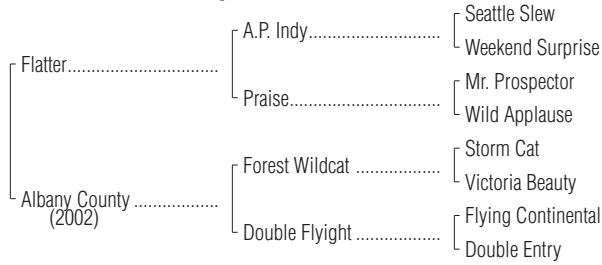 Seattle Slew
A.P. Indy..............................
Weekend Surprise
Flatter................................
Mr. Prospector
Praise.................................
Wild Applause
Storm Cat
Forest Wildcat ...................
Victoria Beauty
Albany County ..................
(2002)
Flying Continental
Double Flyight ...................
Double Entry